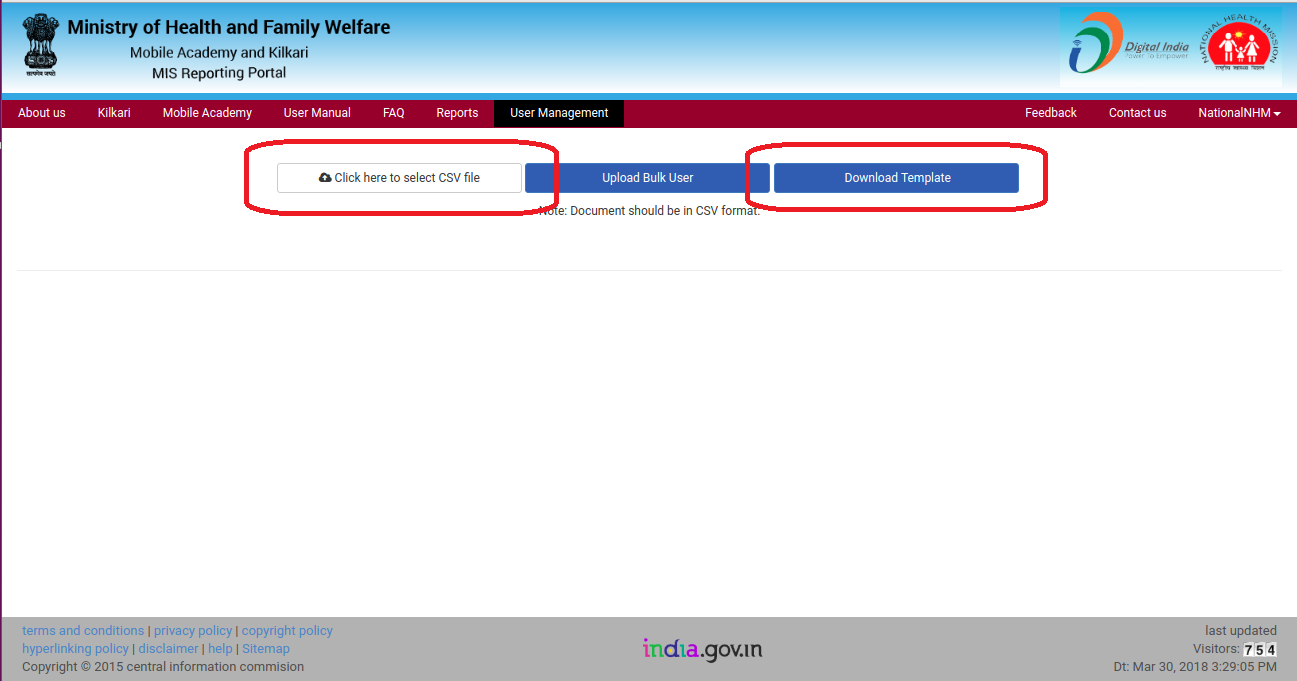 Ministry of Health and Family Welfare
Mobile Academy and Kilkari
MIS Reporting Portal
सत्यमेव जयते
Digital India
Power To Empower
NATIONAL HEALTH MISSION
राष्ट्रीय स्वास्थ्य मिशन
About us Kilkari Mobile Academy User Manual FAQ Reports User Management Feedback Contact us NationalNHM
Click here to select CSV file Upload Bulk User Download Template
Note: Document should be in CSV format.
terms and conditions | privacy policy | copyright policy
hyperlinking policy | disclaimer | help | Sitemap
Copyright © 2015 central information commision
india.gov.in
last updated
Visitors: 754
Dt: Mar 30, 2018 3:29:05 PM